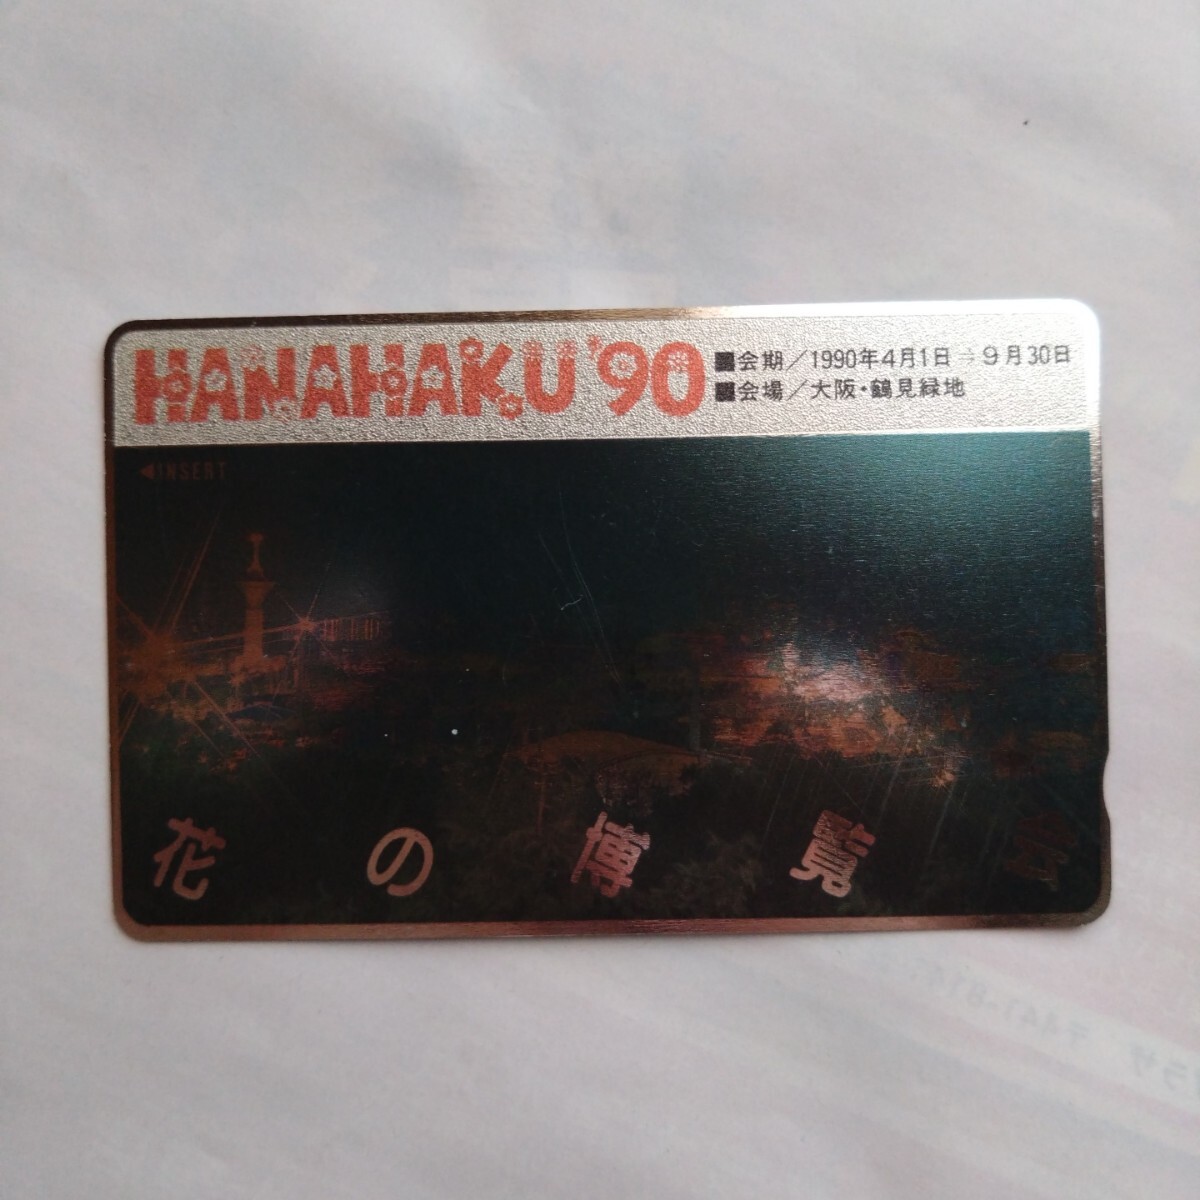 HANAHAKU '90
■会期／1990年4月1日→9月30日
■会場／大阪・鶴見緑地
◀INSERT
花の博覧会